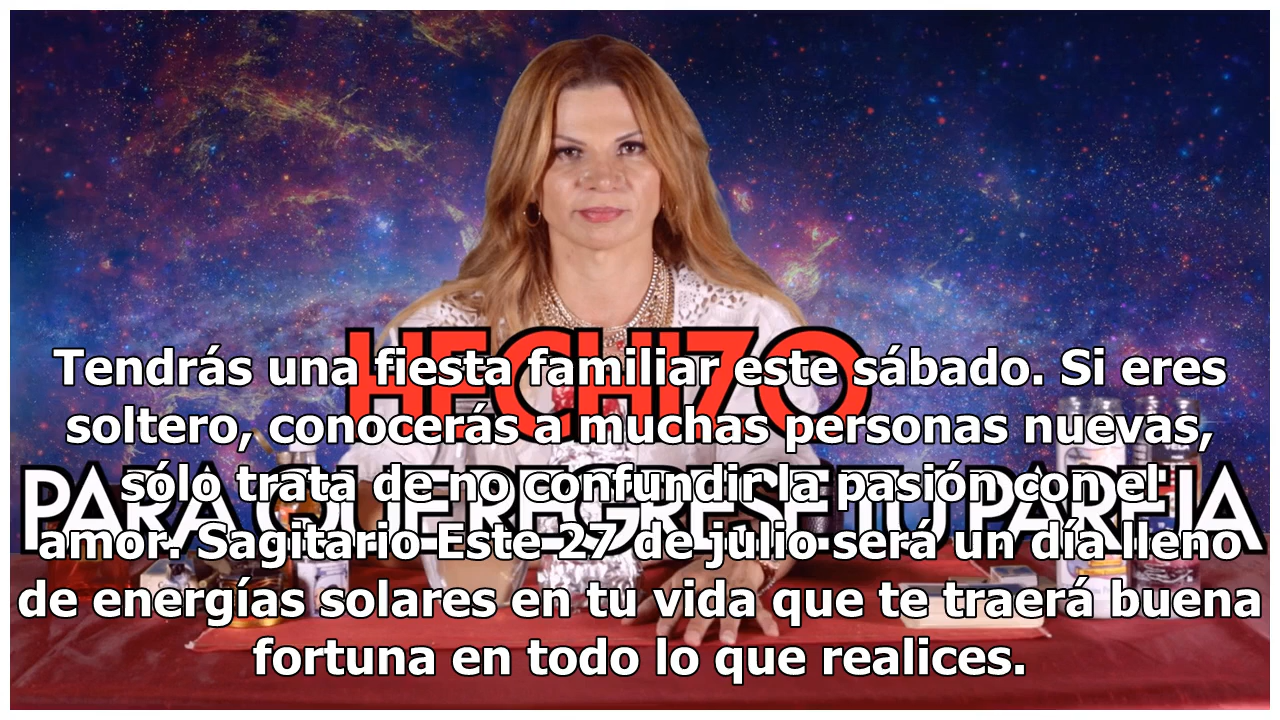 HECHIZO
Tendrás una fiesta familiar este sábado. Si eres
soltero, conocerás a muchas personas nuevas,
PARA QUE REGRESE TU PAREJA
sólo trata de no confundir la pasión con el
amor. Sagitario Este 27 de julio será un día lleno
de energías solares en tu vida que te traerá buena
fortuna en todo lo que realices.